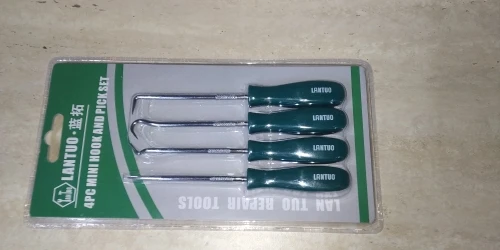 LANTUO·蓝拓
4PC MINI HOOK AND PICK SET
LANTUO
LANTUO
LANTUO
LANTUO
LAN TUO REPAIR TOOLS